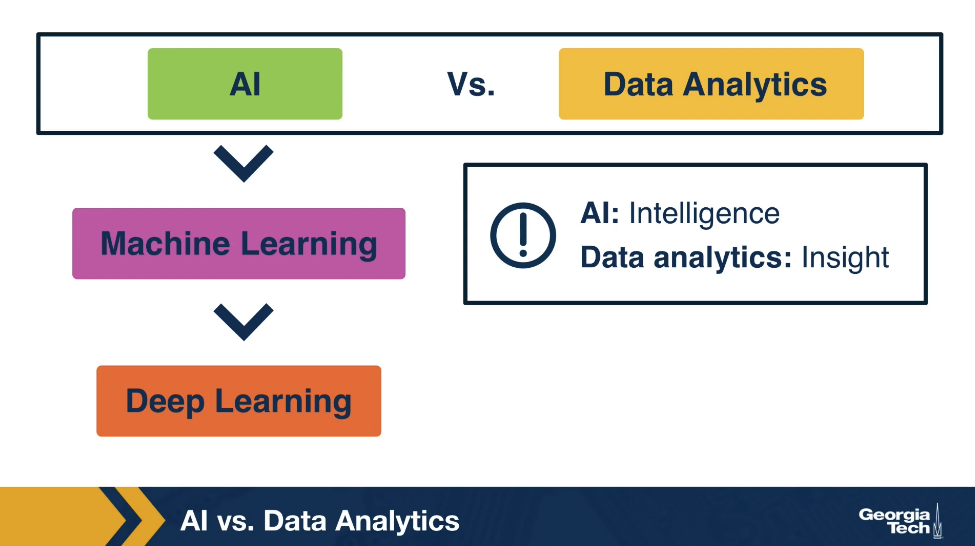 AI Vs. Data Analytics
AI: Intelligence
Data analytics: Insight
Machine Learning
Deep Learning
AI vs. Data Analytics
Georgia
Tech